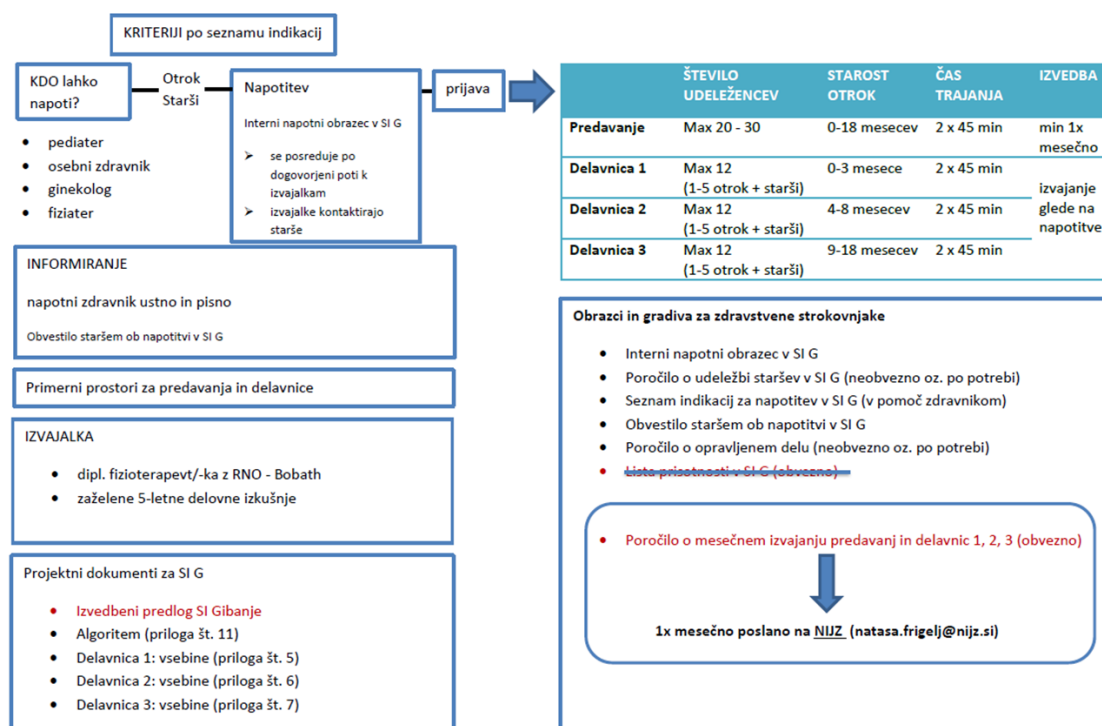 KRITERIJI po seznamu indikacij
KDO lahko
napoti?
Otrok
Starši
Napotitev
Interni napotni obrazec v SI G
➢ se posreduje po
dogovorjeni poti k
izvajalkam
➢ izvajalke kontaktirajo
starše
prijava
• pediater
• osebni zdravnik
• ginekolog
• fiziater
INFORMIRANJE
napotni zdravnik ustno in pisno
Obvestilo staršem ob napotitvi v SI G
Primerni prostori za predavanja in delavnice
IZVAJALKA
• dipl. fizioterapevt/-ka z RNO - Bobath
• zaželene 5-letne delovne izkušnje
Projektni dokumenti za SI G
• Izvedbeni predlog SI Gibanje
• Algoritem (priloga št. 11)
• Delavnica 1: vsebine (priloga št. 5)
• Delavnica 2: vsebine (priloga št. 6)
• Delavnica 3: vsebine (priloga št. 7)
ŠTEVILO UDELEŽENCEV STAROST OTROK ČAS TRAJANJA IZVEDBA
Predavanje Max 20 - 30 0-18 mesecev 2 x 45 min min 1x
mesečno
Delavnica 1 Max 12 0-3 mesece 2 x 45 min
(1-5 otrok + starši) izvajanje
Delavnica 2 Max 12 4-8 mesecev 2 x 45 min glede na
(1-5 otrok + starši) napotitve
Delavnica 3 Max 12 9-18 mesecev 2 x 45 min
(1-5 otrok + starši)
Obrazci in gradiva za zdravstvene strokovnjake
• Interni napotni obrazec v SI G
• Poročilo o udeležbi staršev v SI G (neobvezno oz. po potrebi)
• Seznam indikacij za napotitev v SI G (v pomoč zdravnikom)
• Obvestilo staršem ob napotitvi v SI G
• Poročilo o opravljenem delu (neobvezno oz. po potrebi)
• Lista prisotnosti v SI G (obvezno)
• Poročilo o mesečnem izvajanju predavanj in delavnic 1, 2, 3 (obvezno)
1x mesečno poslano na NIJZ (natasa.frigelj@nijz.si)